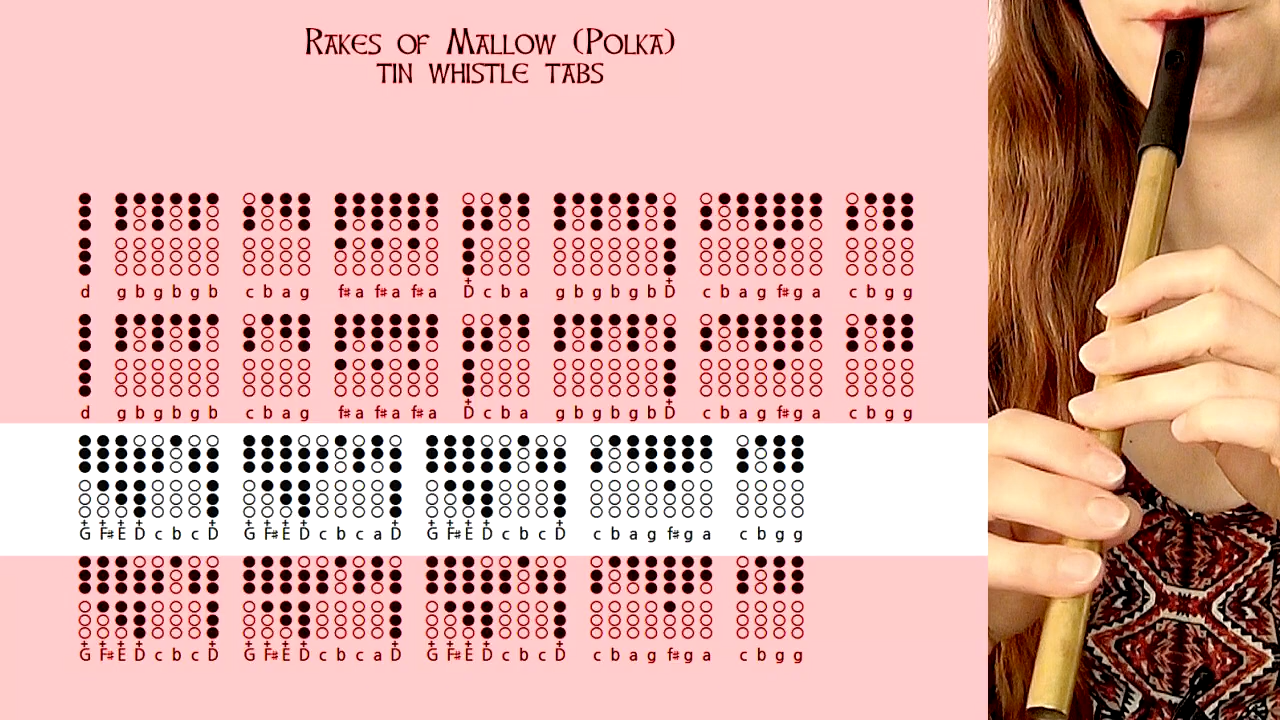 Rakes of Mallow (Polka)
tin whistle tabs
d g b g b g b c b a g f# a f# a f# a D c b a g b g b g b D c b a g f# g a c b g g
d g b g b g b c b a g f# a f# a f# a D c b a g b g b g b D c b a g f# g a c b g g
G F# E D c b c D G F# E D c b c a D G F# E D c b c D c b a g f# g a c b g g
G F# E D c b c D G F# E D c b c a D G F# E D c b c D c b a g f# g a c b g g